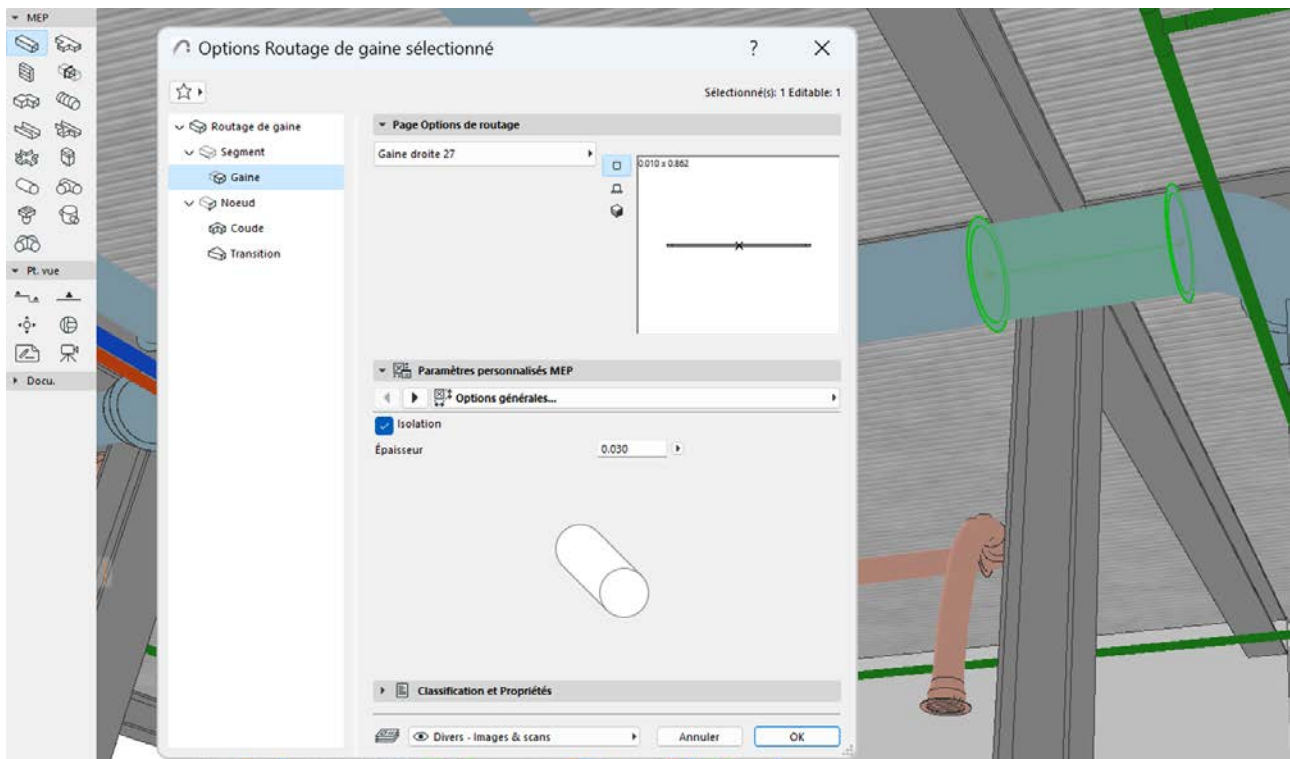 MEP
Pt. vue
Docu.
Options Routage de gaine sélectionné
?
Sélectionné(s): 1 Editable: 1
Routage de gaine
Segment
Gaine
Noeud
Coude
Transition
Page Options de routage
Gaine droite 27
0.010 x 0.862
Paramètres personnalisés MEP
Options générales...
Isolation
Épaisseur
0.030
Classification et Propriétés
Divers - Images & scans
Annuler
OK